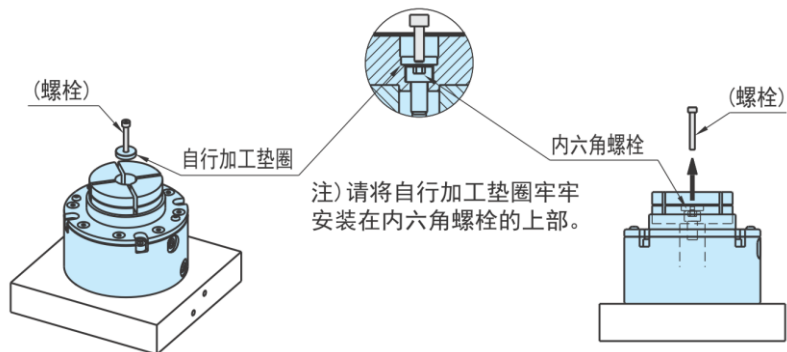 (螺栓)
自行加工垫圈
内六角螺栓
(螺栓)
注)请将自行加工垫圈牢牢
安装在内六角螺栓的上部。